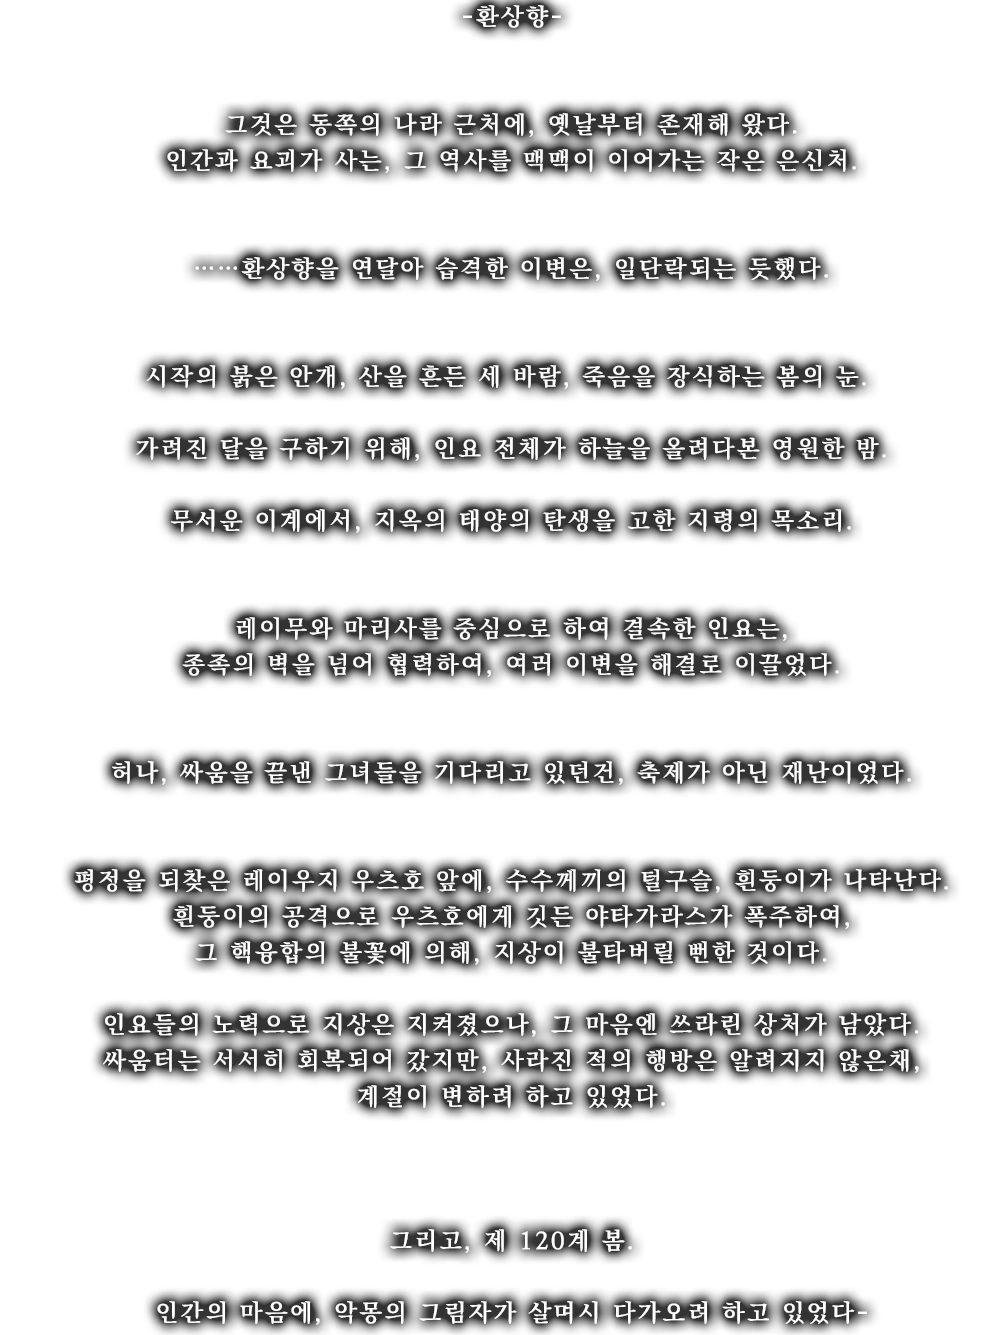 -환상향-
그것은 동쪽의 나라 근처에, 옛날부터 존재해 왔다.
인간과 요괴가 사는, 그 역사를 맥맥이 이어가는 작은 은신처.
……환상향을 연달아 습격한 이변은, 일단락되는 듯했다.
시작의 붉은 안개, 산을 흔든 세 바람, 죽음을 장식하는 봄의 눈.
가려진 달을 구하기 위해, 인요 전체가 하늘을 올려다본 영원한 밤.
무서운 이계에서, 지옥의 태양의 탄생을 고한 지령의 목소리.
레이무와 마리사를 중심으로 하여 결속한 인요는,
종족의 벽을 넘어 협력하여, 여러 이변을 해결로 이끌었다.
허나, 싸움을 끝낸 그녀들을 기다리고 있던건, 축제가 아닌 재난이었다.
평정을 되찾은 레이우지 우츠호 앞에, 수수께끼의 털구슬, 흰둥이가 나타난다.
흰둥이의 공격으로 우츠호에게 깃든 야타가라스가 폭주하여,
그 핵융합의 불꽃에 의해, 지상이 불타버릴 뻔한 것이다.
인요들의 노력으로 지상은 지켜졌으나, 그 마음엔 쓰라린 상처가 남았다.
싸움터는 서서히 회복되어 갔지만, 사라진 적의 행방은 알려지지 않은채,
계절이 변하려 하고 있었다.
그리고, 제 120계 봄.
인간의 마음에, 악몽의 그림자가 살며시 다가오려 하고 있었다-